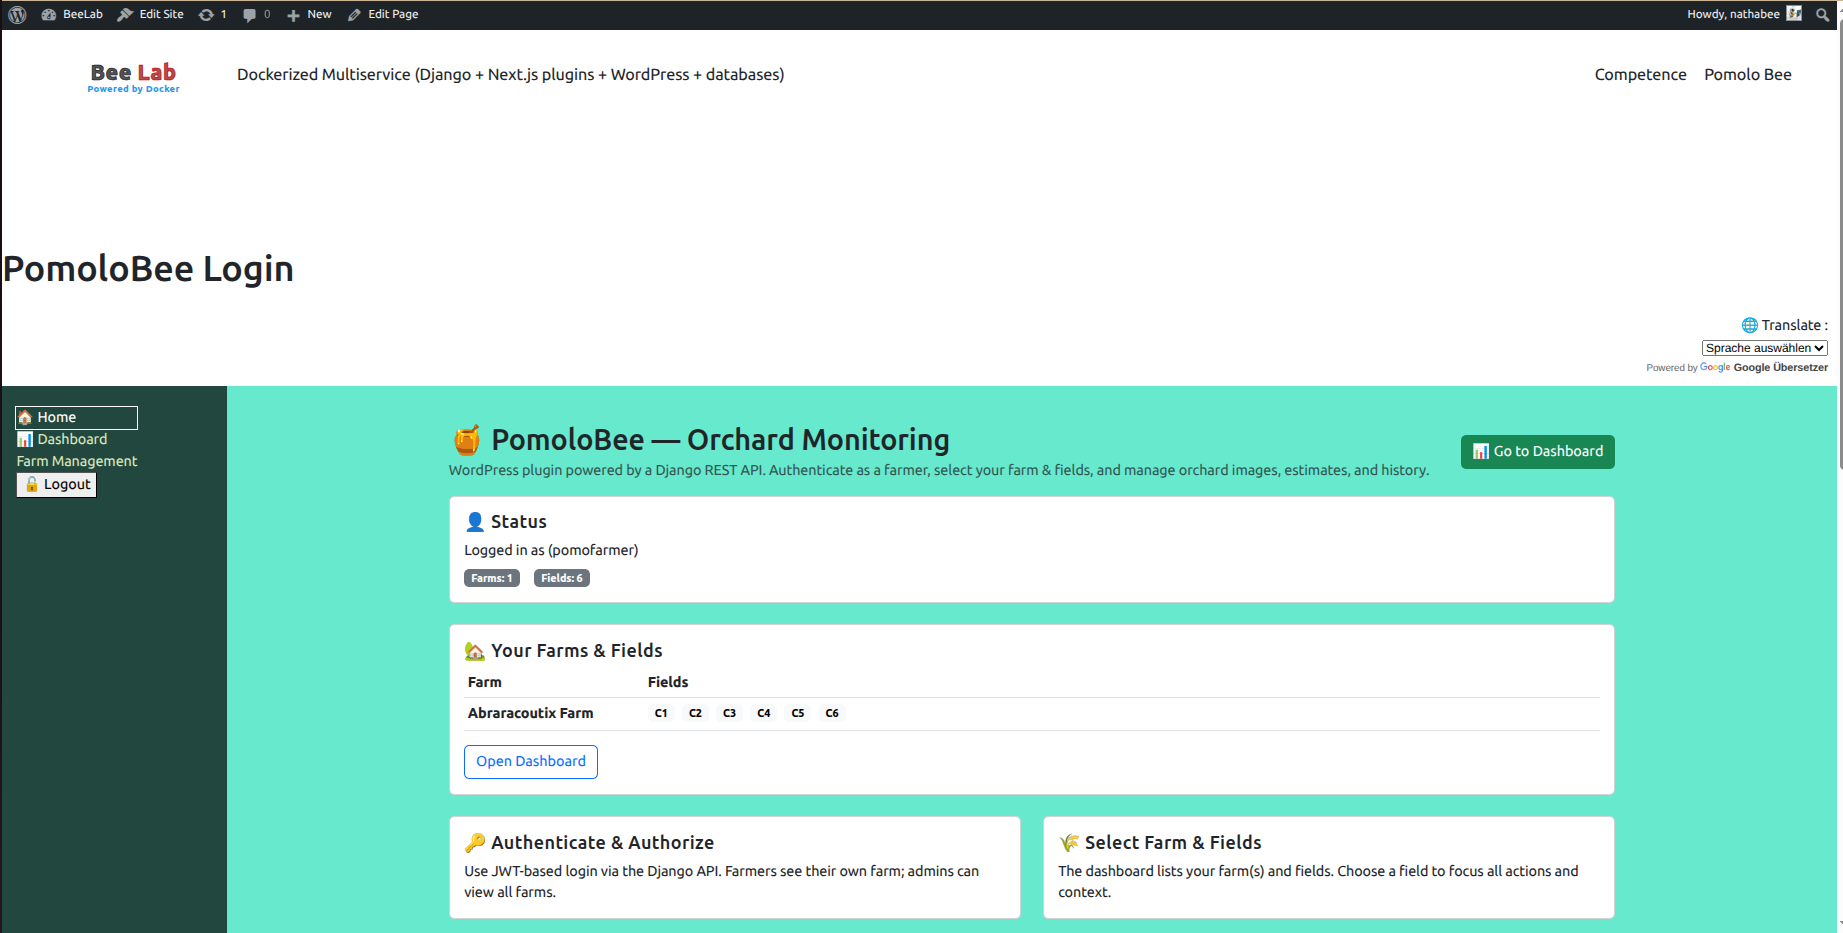 BeeLab Edit Site 1 0 New Edit Page Howdy, nathabee
Bee Lab
Powered by Docker
Dockerized Multiservice (Django + Next.js plugins + WordPress + databases)
Competence Pomolo Bee
PomoloBee Login
Translate :
Sprache auswählen
Powered by Google Google Übersetzer
Home
Dashboard
Farm Management
Logout
PomoloBee — Orchard Monitoring
WordPress plugin powered by a Django REST API. Authenticate as a farmer, select your farm & fields, and manage orchard images, estimates, and history.
Go to Dashboard
Status
Logged in as (pomofarmer)
Farms: 1 Fields: 6
Your Farms & Fields
Farm Fields
Abraracoutix Farm C1 C2 C3 C4 C5 C6
Open Dashboard
Authenticate & Authorize
Use JWT-based login via the Django API. Farmers see their own farm; admins can
view all farms.
Select Farm & Fields
The dashboard lists your farm(s) and fields. Choose a field to focus all actions and
context.